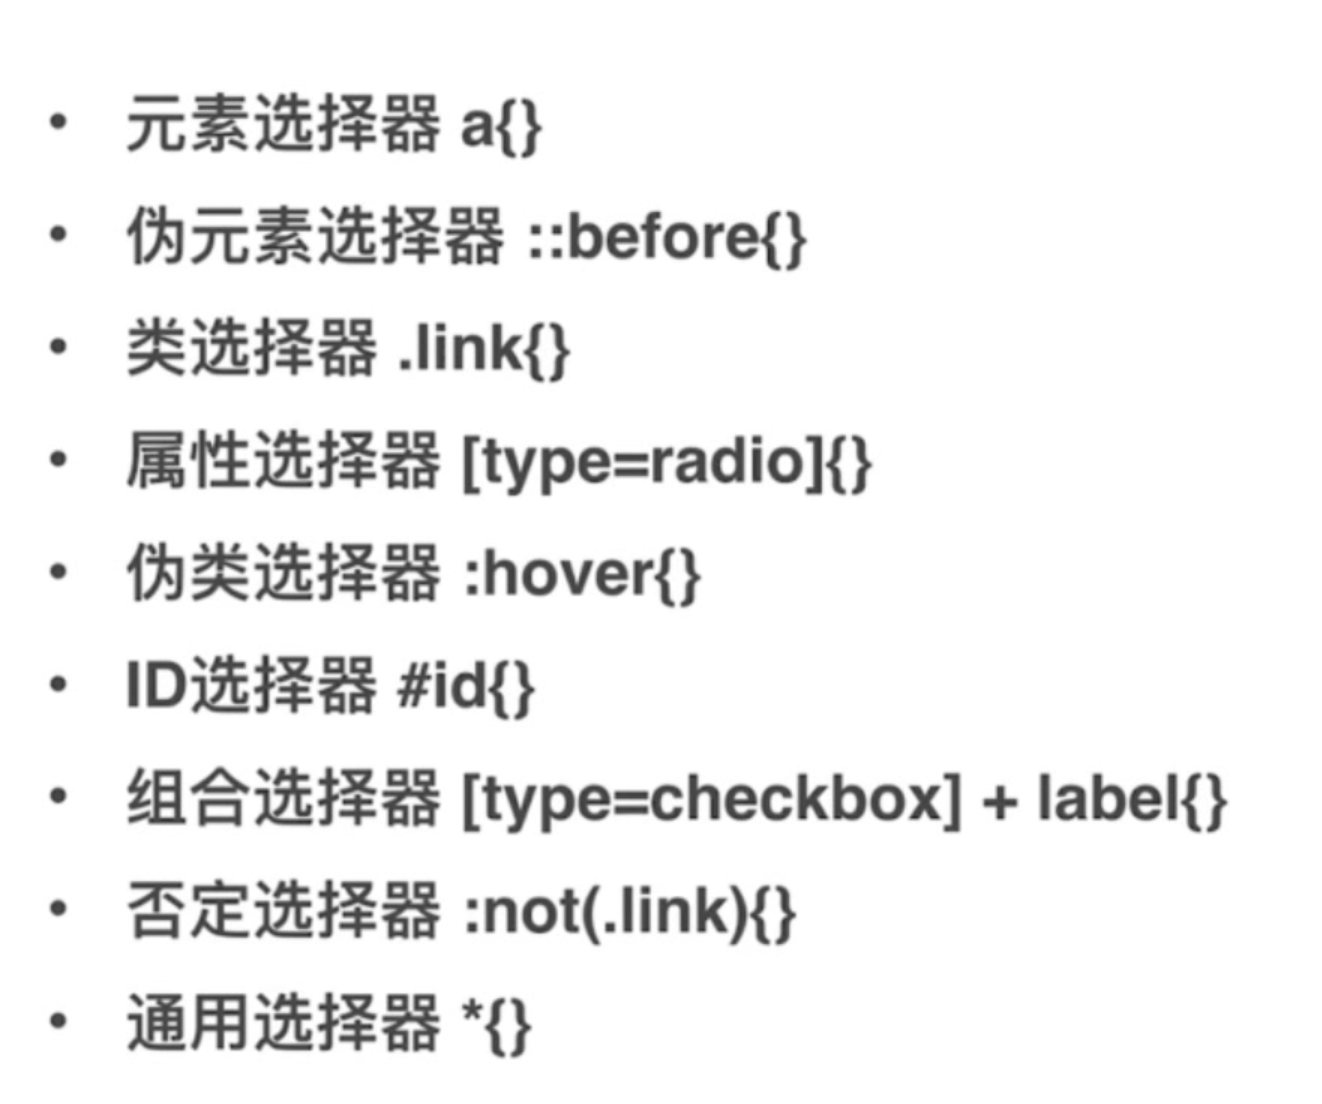 • 元素选择器 a{}
• 伪元素选择器 ::before{}
• 类选择器 .link{}
• 属性选择器 [type=radio]{}
• 伪类选择器 :hover{}
• ID选择器 #id{}
• 组合选择器 [type=checkbox] + label{}
• 否定选择器 :not(.link){}
• 通用选择器 *{}